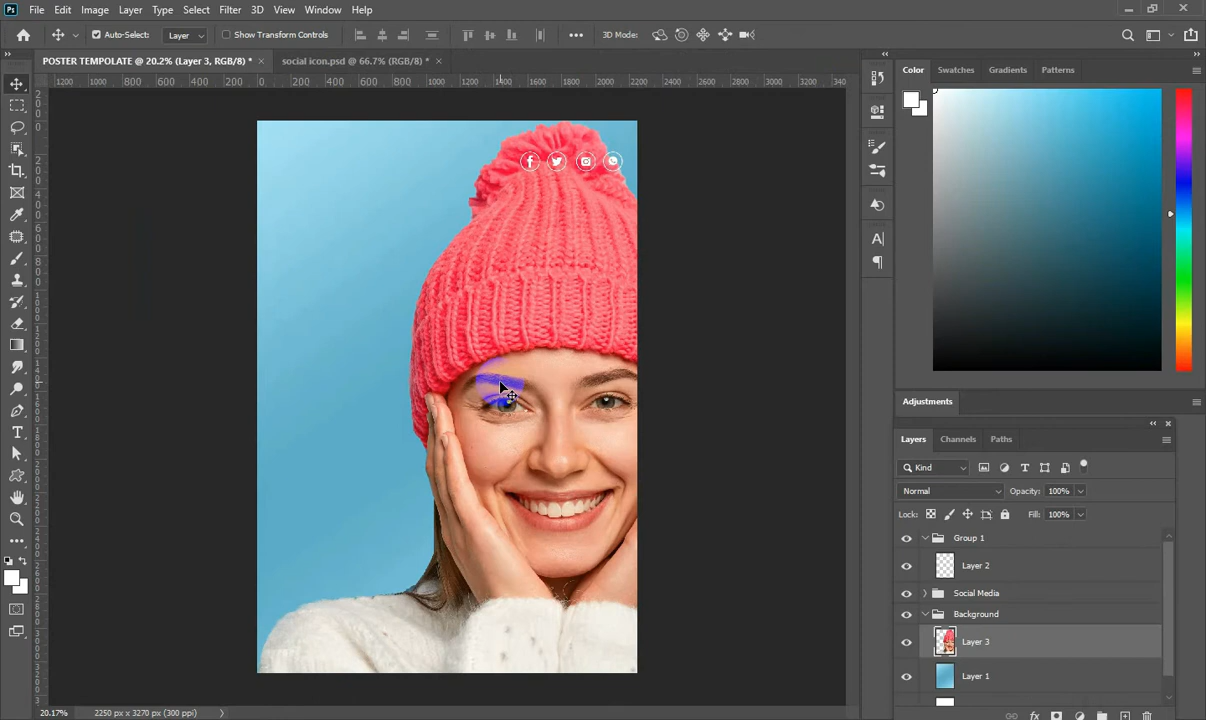 Ps File Edit Image Layer Type Select Filter 3D View Window Help
Auto-Select: Layer Show Transform Controls 3D Mode:
POSTER TEMPOLATE @ 20.2% (Layer 3, RGB/8) * × social icon.psd @ 66.7% (RGB/8) * ×
Color Swatches Gradients Patterns
Adjustments
Layers Channels Paths
Kind
Normal Opacity: 100%
Lock: Fill: 100%
Group 1
Layer 2
Social Media
Background
Layer 3
Layer 1
20.17% 2250 px x 3270 px (300 ppi)